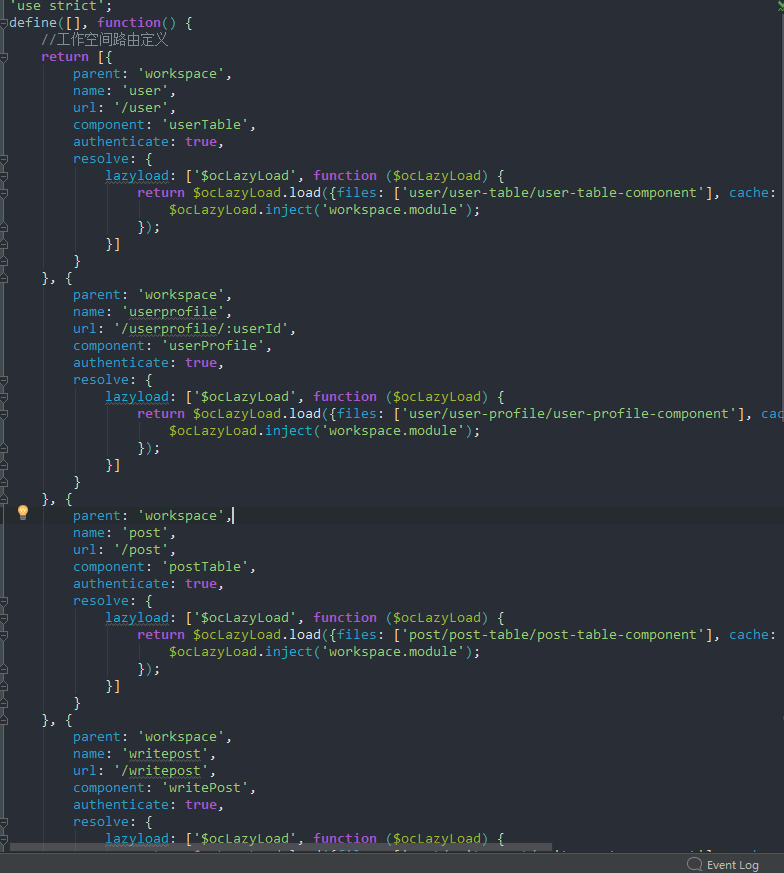 'use strict';
define([], function() {
    //工作空间路由定义
    return [{
        parent: 'workspace',
        name: 'user',
        url: '/user',
        component: 'userTable',
        authenticate: true,
        resolve: {
            lazyload: ['$ocLazyLoad', function ($ocLazyLoad) {
                return $ocLazyLoad.load({files: ['user/user-table/user-table-component'], cache:
                    $ocLazyLoad.inject('workspace.module');
                });
            }]
        }
    }, {
        parent: 'workspace',
        name: 'userprofile',
        url: '/userprofile/:userId',
        component: 'userProfile',
        authenticate: true,
        resolve: {
            lazyload: ['$ocLazyLoad', function ($ocLazyLoad) {
                return $ocLazyLoad.load({files: ['user/user-profile/user-profile-component'], cac
                    $ocLazyLoad.inject('workspace.module');
                });
            }]
        }
    }, {
        parent: 'workspace',
        name: 'post',
        url: '/post',
        component: 'postTable',
        authenticate: true,
        resolve: {
            lazyload: ['$ocLazyLoad', function ($ocLazyLoad) {
                return $ocLazyLoad.load({files: ['post/post-table/post-table-component'], cache:
                    $ocLazyLoad.inject('workspace.module');
                });
            }]
        }
    }, {
        parent: 'workspace',
        name: 'writepost',
        url: '/writepost',
        component: 'writePost',
        authenticate: true,
        resolve: {
            lazyload: ['$ocLazyLoad', function ($ocLazyLoad) {
Event Log